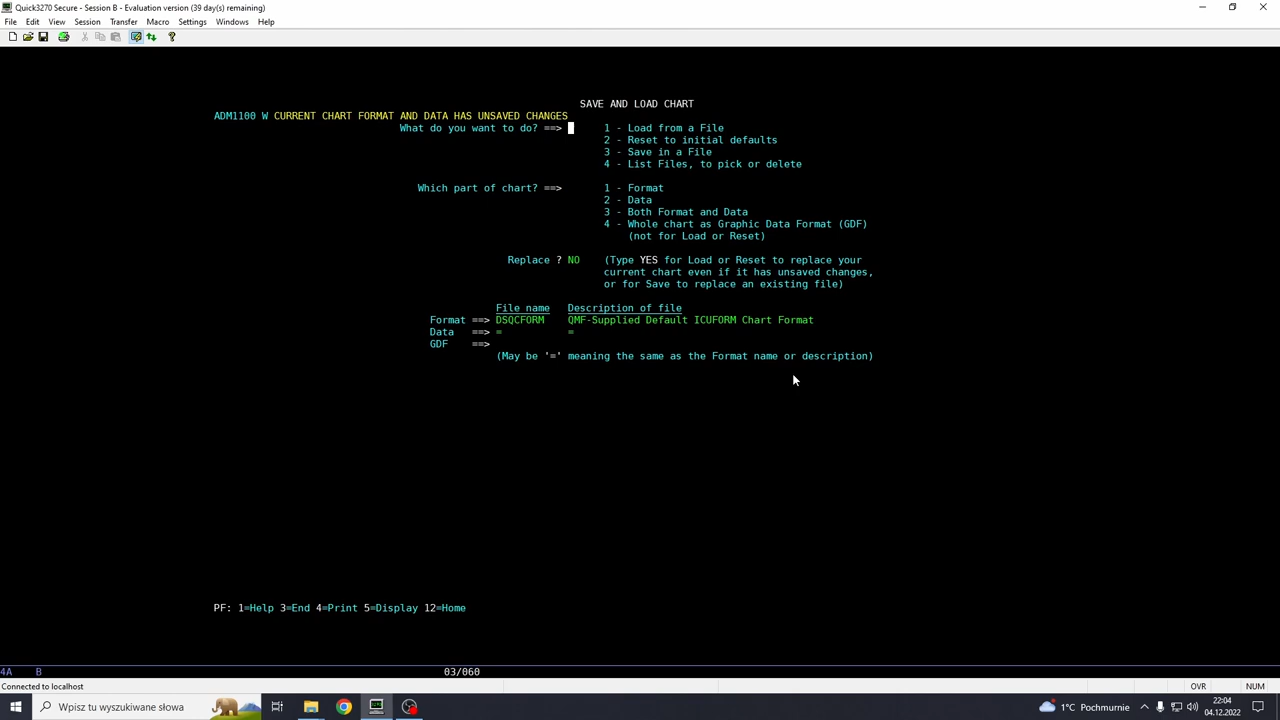 Quick3270 Secure - Session B - Evaluation version (39 day(s) remaining)
File Edit View Session Transfer Macro Settings Windows Help
SAVE AND LOAD CHART
ADM1100 W CURRENT CHART FORMAT AND DATA HAS UNSAVED CHANGES
What do you want to do? ==> 1 - Load from a File
2 - Reset to initial defaults
3 - Save in a File
4 - List Files, to pick or delete
Which part of chart? ==> 1 - Format
2 - Data
3 - Both Format and Data
4 - Whole chart as Graphic Data Format (GDF)
(not for Load or Reset)
Replace ? NO (Type YES for Load or Reset to replace your
current chart even if it has unsaved changes,
or for Save to replace an existing file)
File name Description of file
Format ==> DSQCFORM QMF-Supplied Default ICUFORM Chart Format
Data ==> = =
GDF ==>
(May be '=' meaning the same as the Format name or description)
PF: 1=Help 3=End 4=Print 5=Display 12=Home
4A B 03/060
Connected to localhost OVR NUM
Wpisz tu wyszukiwane słowa 1°C Pochmurnie 22:04
04.12.2022